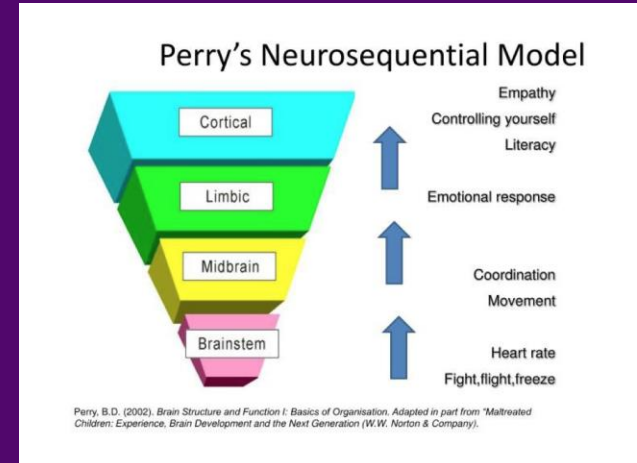 Perry's Neurosequential Model
Cortical
Empathy
Controlling yourself
Literacy
Limbic
Emotional response
Midbrain
Coordination
Movement
Brainstem
Heart rate
Fight,flight,freeze
Perry, B.D. (2002). Brain Structure and Function I: Basics of Organisation. Adapted in part from "Maltreated
Children: Experience, Brain Development and the Next Generation (W.W. Norton & Company).